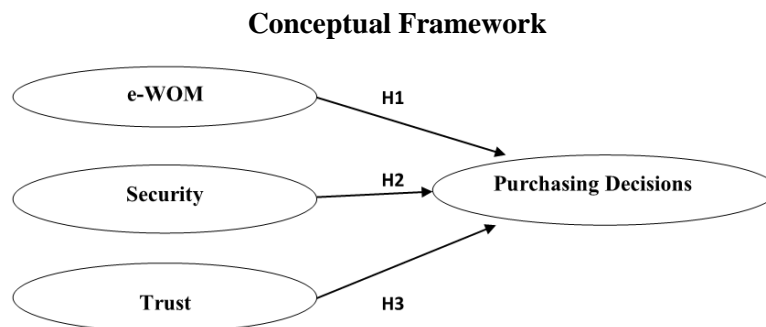 Conceptual Framework
e-WOM
H1
Security
H2
Purchasing Decisions
Trust
H3